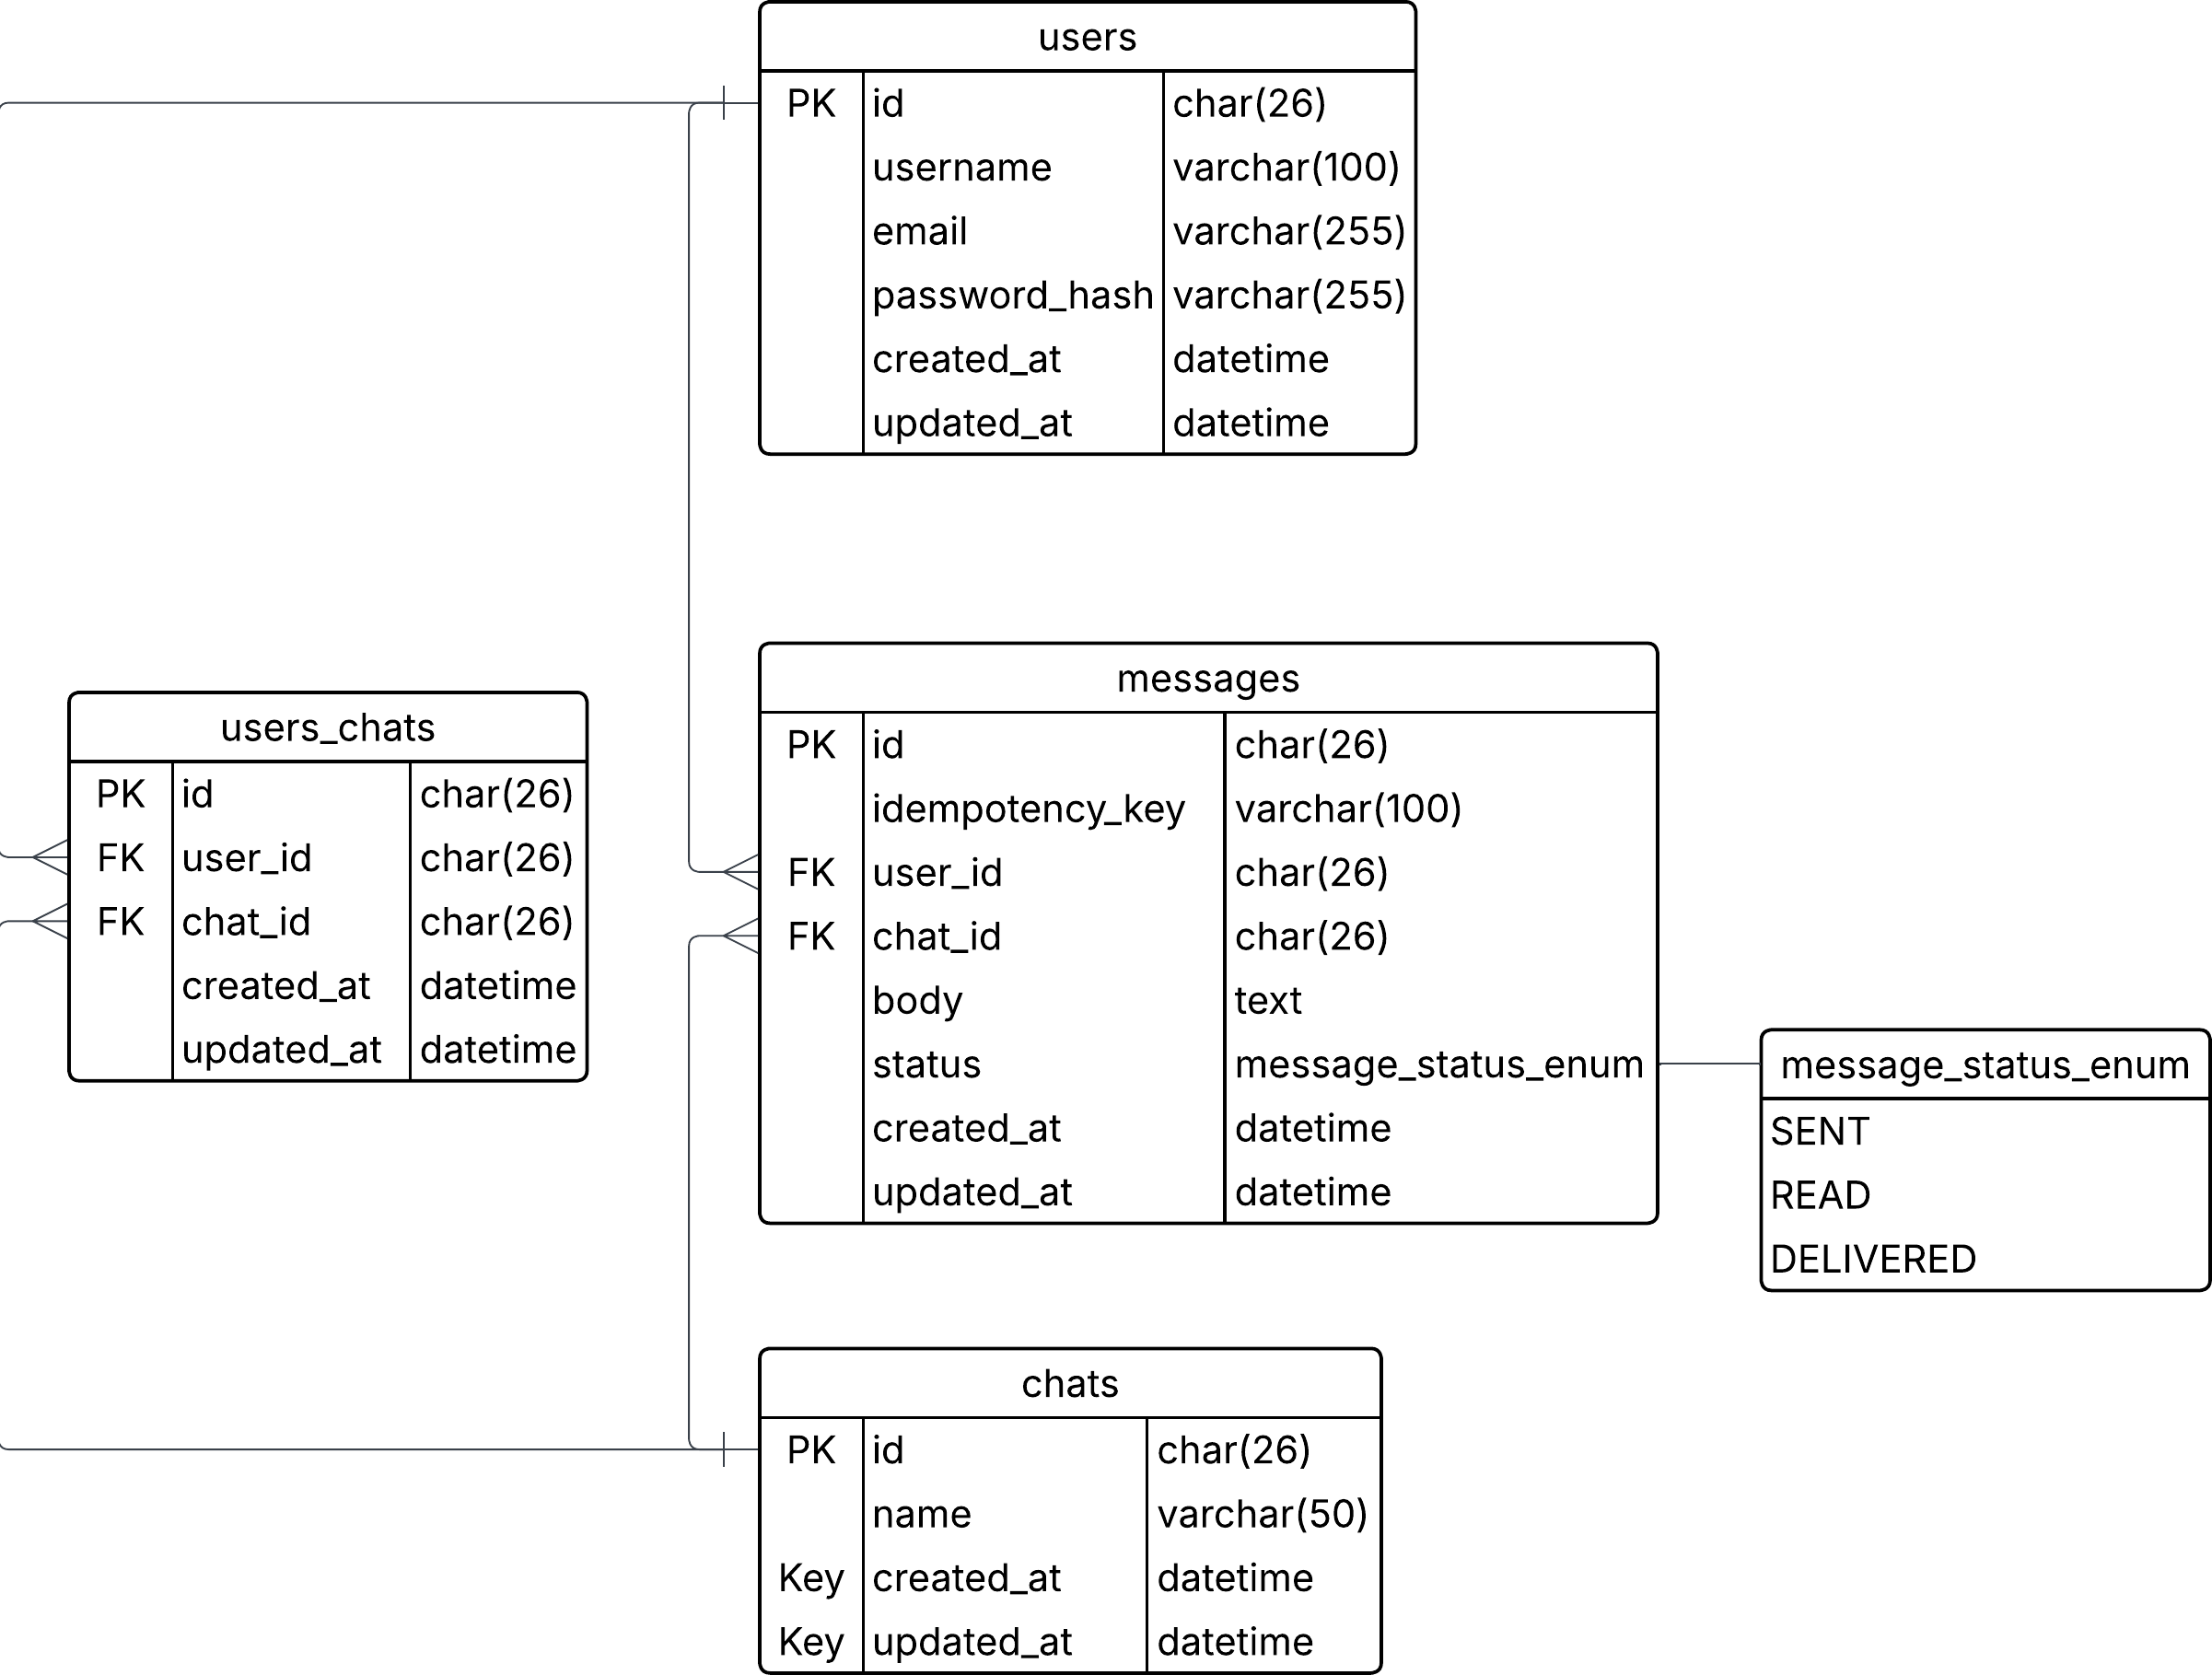 users
PK id char(26)
username varchar(100)
email varchar(255)
password_hash varchar(255)
created_at datetime
updated_at datetime
users_chats
PK id char(26)
FK user_id char(26)
FK chat_id char(26)
created_at datetime
updated_at datetime
messages
PK id char(26)
idempotency_key varchar(100)
FK user_id char(26)
FK chat_id char(26)
body text
status message_status_enum
created_at datetime
updated_at datetime
message_status_enum
SENT
READ
DELIVERED
chats
PK id char(26)
name varchar(50)
Key created_at datetime
Key updated_at datetime